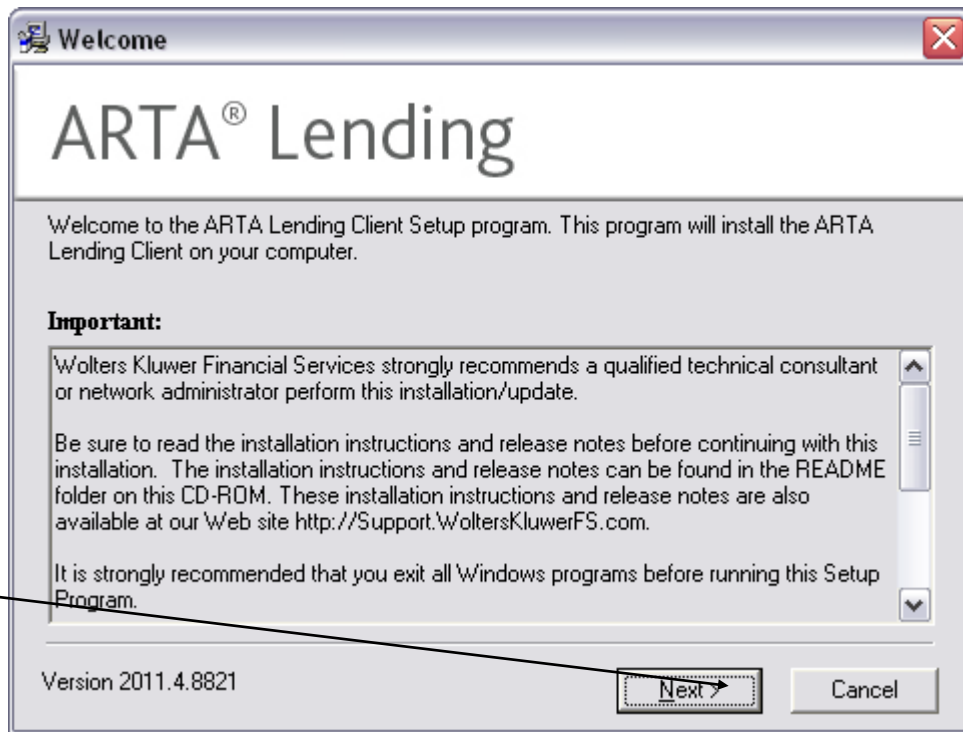 Welcome
ARTA® Lending
Welcome to the ARTA Lending Client Setup program. This program will install the ARTA
Lending Client on your computer.
Important:
Wolters Kluwer Financial Services strongly recommends a qualified technical consultant
or network administrator perform this installation/update.
Be sure to read the installation instructions and release notes before continuing with this
installation.  The installation instructions and release notes can be found in the README
folder on this CD-ROM. These installation instructions and release notes are also
available at our Web site http://Support.WoltersKluwerFS.com.
It is strongly recommended that you exit all Windows programs before running this Setup
Program.
Version 2011.4.8821
Next >
Cancel